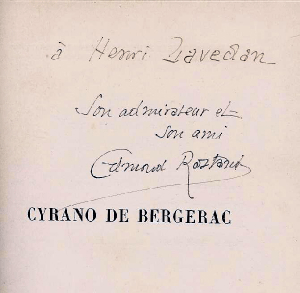 à Henri Lavedan
Son admirateur et
son ami
Edmond Rostand
CYRANO DE BERGERAC